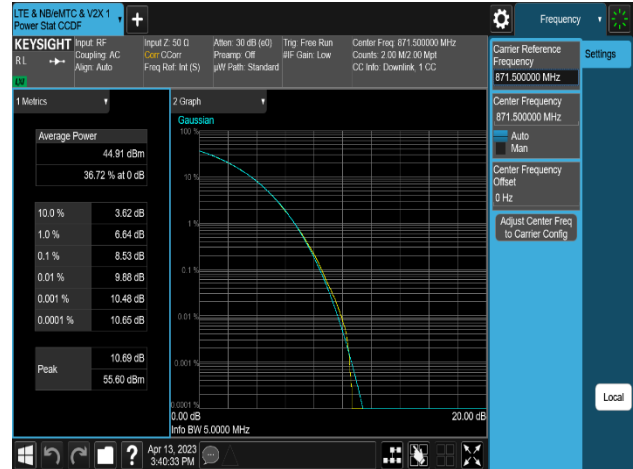 LTE & NB/eMTC & V2X 1
Power Stat CCDF
Frequency
KEYSIGHT
RL
LNI
Input: RF
Coupling: AC
Align: Auto
Input Z: 50 Ω
Corr CCorr
Freq Ref: Int (S)
Atten: 30 dB (e0)
Preamp: Off
µW Path: Standard
Trig: Free Run
#IF Gain: Low
Center Freq: 871.500000 MHz
Counts: 2.00 M/2.00 Mpt
CC Info: Downlink, 1 CC
Carrier Reference
Frequency
871.500000 MHz
Settings
Center Frequency
871.500000 MHz
Auto
Man
Center Frequency
Offset
0 Hz
Adjust Center Freq
to Carrier Config
Local
1 Metrics
Average Power
44.91 dBm
36.72 % at 0 dB
10.0 % 3.62 dB
1.0 % 6.64 dB
0.1 % 8.53 dB
0.01 % 9.88 dB
0.001 % 10.48 dB
0.0001 % 10.65 dB
Peak 10.69 dB
55.60 dBm
2 Graph
Gaussian
100 %
10 %
1 %
0.1 %
0.01 %
0.001 %
0.0001 %
0.00 dB 20.00 dB
Info BW 5.0000 MHz
?
Apr 13, 2023
3:40:33 PM